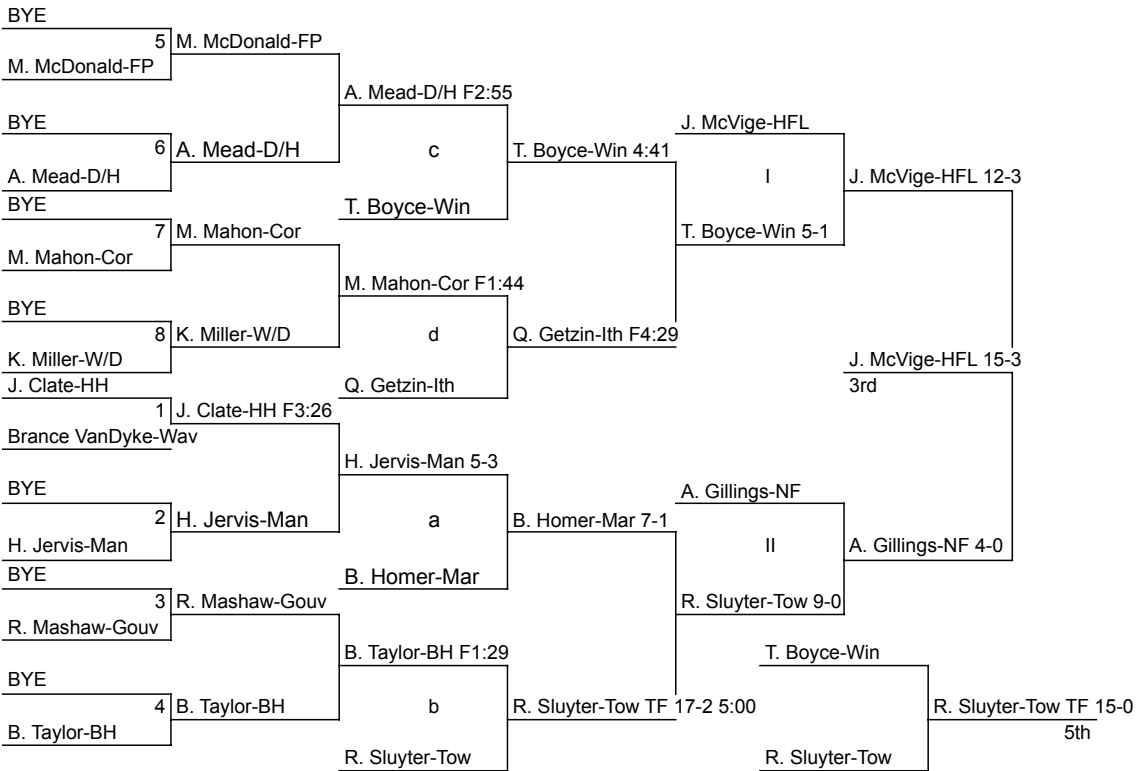 BYE
5 M. McDonald-FP
M. McDonald-FP
A. Mead-D/H F2:55
BYE
J. McVige-HFL
6 A. Mead-D/H
c
T. Boyce-Win 4:41
A. Mead-D/H
I
J. McVige-HFL 12-3
BYE
T. Boyce-Win
7 M. Mahon-Cor
T. Boyce-Win 5-1
M. Mahon-Cor
M. Mahon-Cor F1:44
BYE
8 K. Miller-W/D
d
Q. Getzin-Ith F4:29
K. Miller-W/D
J. McVige-HFL 15-3
J. Clate-HH
Q. Getzin-Ith
3rd
1 J. Clate-HH F3:26
Brance VanDyke-Wav
H. Jervis-Man 5-3
BYE
A. Gillings-NF
2 H. Jervis-Man
a
B. Homer-Mar 7-1
H. Jervis-Man
II
A. Gillings-NF 4-0
BYE
B. Homer-Mar
3 R. Mashaw-Gouv
R. Sluyter-Tow 9-0
R. Mashaw-Gouv
B. Taylor-BH F1:29
T. Boyce-Win
BYE
4 B. Taylor-BH
b
R. Sluyter-Tow TF 17-2 5:00
R. Sluyter-Tow TF 15-0
B. Taylor-BH
5th
R. Sluyter-Tow
R. Sluyter-Tow